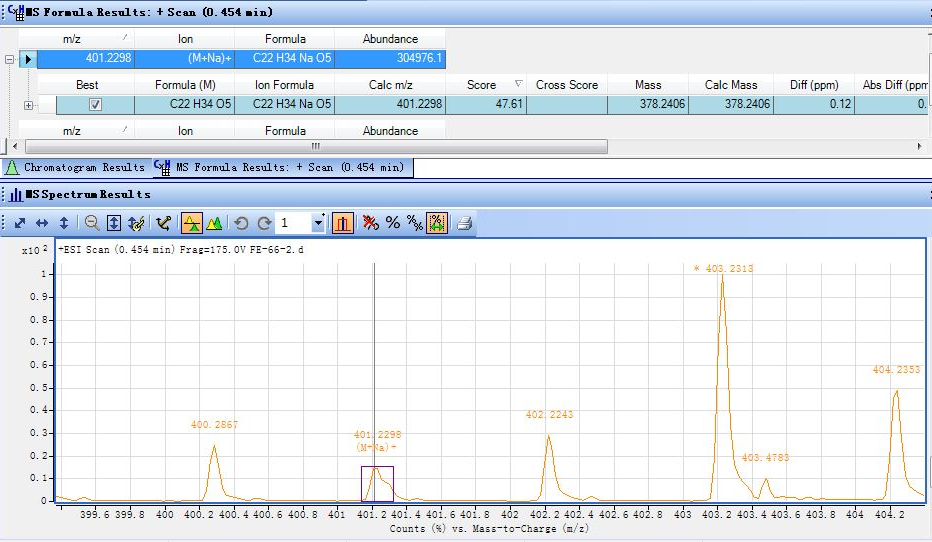 MS Formula Results: + Scan (0.454 min)
m/z Ion Formula Abundance
401.2298 (M+Na)+ C22 H34 Na O5 304976.1
Best Formula (M) Ion Formula Calc m/z Score Cross Score Mass Calc Mass Diff (ppm) Abs Diff (ppm
C22 H34 O5 C22 H34 Na O5 401.2298 47.61 378.2406 378.2406 0.12 0.
m/z Ion Formula Abundance
Chromatogram Results MS Formula Results: + Scan (0.454 min)
MS Spectrum Results
1
x10 2 +ESI Scan (0.454 min) Frag=175.0V FE-66-2.d
* 403.2313
1
0.9
0.8
0.7
0.6
404.2353
0.5
402.2243
0.4
400.2867
401.2298
0.3
(M+Na)+
403.4783
0.2
0.1
0
399.6 399.8 400 400.2 400.4 400.6 400.8 401 401.2 401.4 401.6 401.8 402 402.2 402.4 402.6 402.8 403 403.2 403.4 403.6 403.8 404 404.2
Counts (%) vs. Mass-to-Charge (m/z)